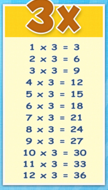 3x
1 x 3 = 3
2 x 3 = 6
3 x 3 = 9
4 x 3 = 12
5 x 3 = 15
6 x 3 = 18
7 x 3 = 21
8 x 3 = 24
9 x 3 = 27
10 x 3 = 30
11 x 3 = 33
12 x 3 = 36